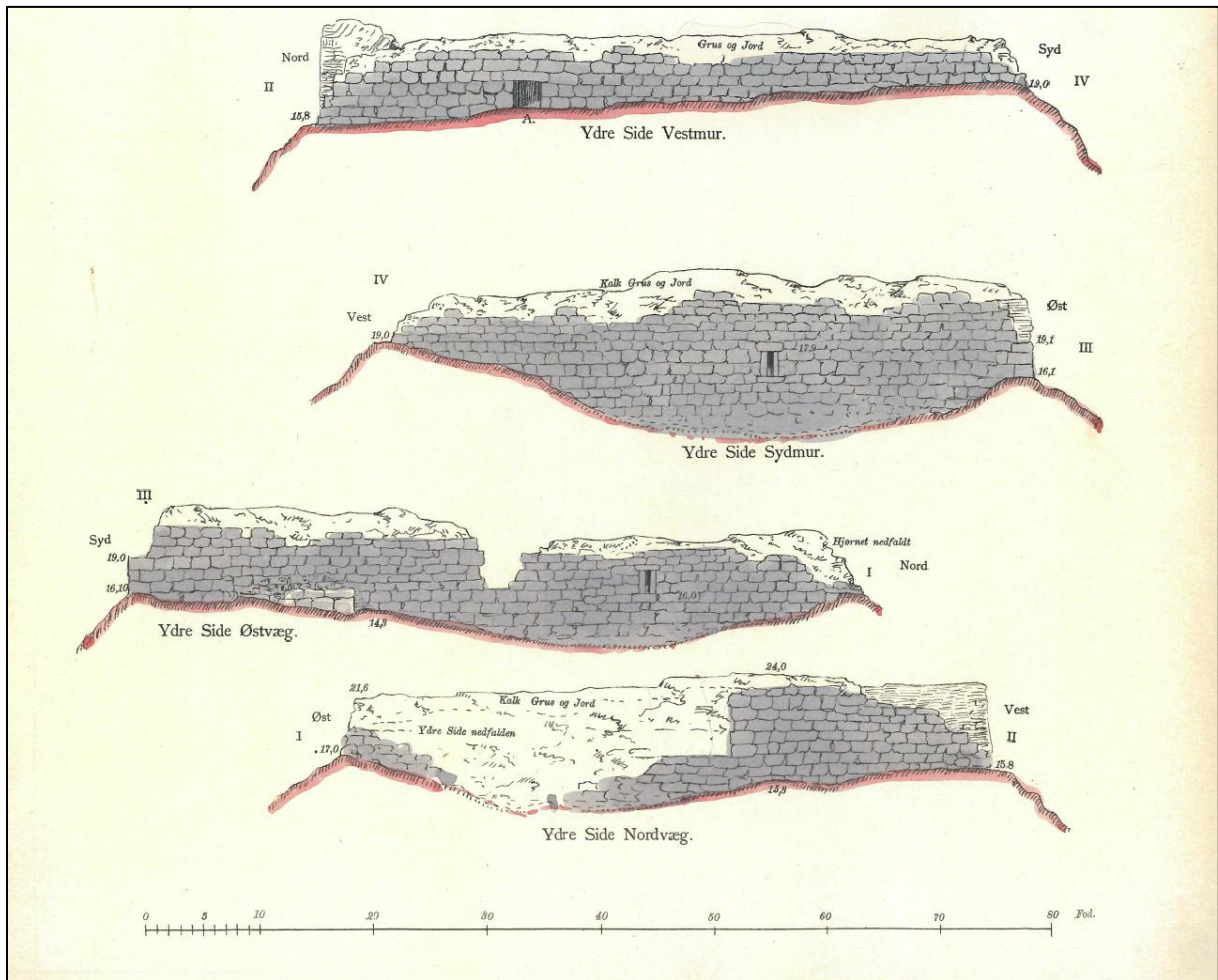 Nord
Grus og Jord
Syd
II
IV
15,8
19,0
A.
Ydre Side Vestmur.
IV
Kalk Grus og Jord
Vest
Øst
19,0
17,9
19,1
III
16,1
Ydre Side Sydmur.
III
Syd
Hjørnet nedfaldt
19,0
I
Nord
16,10
16,0
14,3
Ydre Side Østvæg.
21,6
24,0
Kalk Grus og Jord
Øst
Vest
Ydre Side nedfalden
I
II
17,0
15.8
15,8
Ydre Side Nordvæg.
0 5 10 20 30 40 50 60 70 80 Fod.